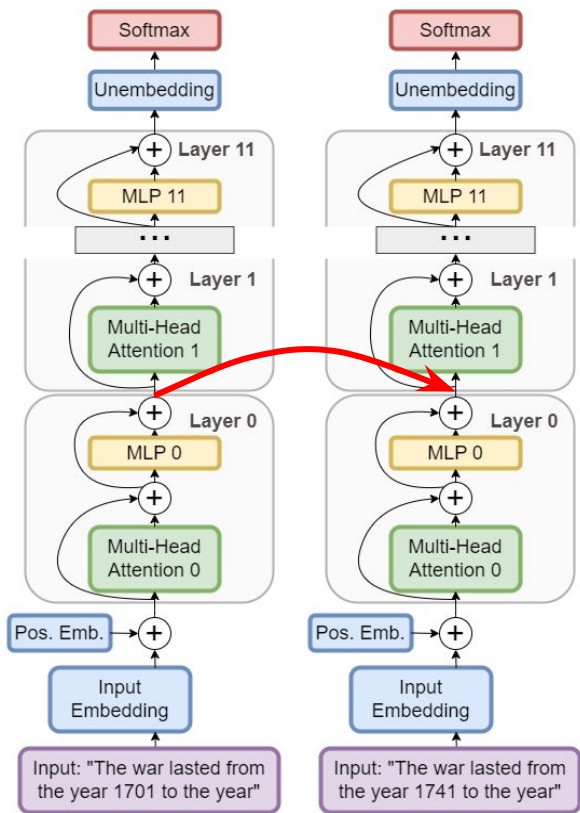 Softmax
Unembedding
Layer 11
MLP 11
...
Layer 1
Multi-Head
Attention 1
Layer 0
MLP 0
Multi-Head
Attention 0
Pos. Emb.
Input
Embedding
Input: "The war lasted from
the year 1701 to the year"
Softmax
Unembedding
Layer 11
MLP 11
...
Layer 1
Multi-Head
Attention 1
Layer 0
MLP 0
Multi-Head
Attention 0
Pos. Emb.
Input
Embedding
Input: "The war lasted from
the year 1741 to the year"